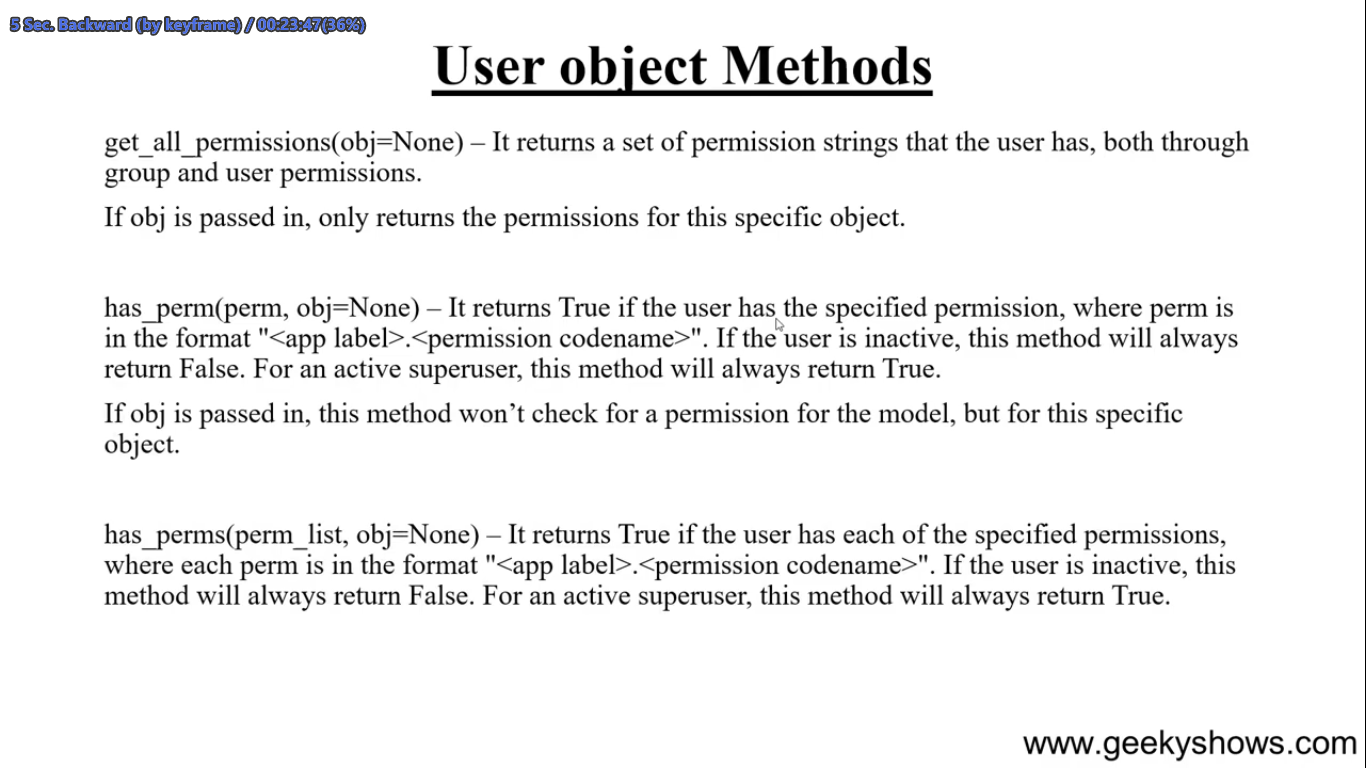 5 Sec. Backward (by keyframe) / 00:23:47(36%)
User object Methods
get_all_permissions(obj=None) – It returns a set of permission strings that the user has, both through
group and user permissions.
If obj is passed in, only returns the permissions for this specific object.
has_perm(perm, obj=None) – It returns True if the user has the specified permission, where perm is
in the format "<app label>.<permission codename>". If the user is inactive, this method will always
return False. For an active superuser, this method will always return True.
If obj is passed in, this method won’t check for a permission for the model, but for this specific
object.
has_perms(perm_list, obj=None) – It returns True if the user has each of the specified permissions,
where each perm is in the format "<app label>.<permission codename>". If the user is inactive, this
method will always return False. For an active superuser, this method will always return True.
www.geekyshows.com